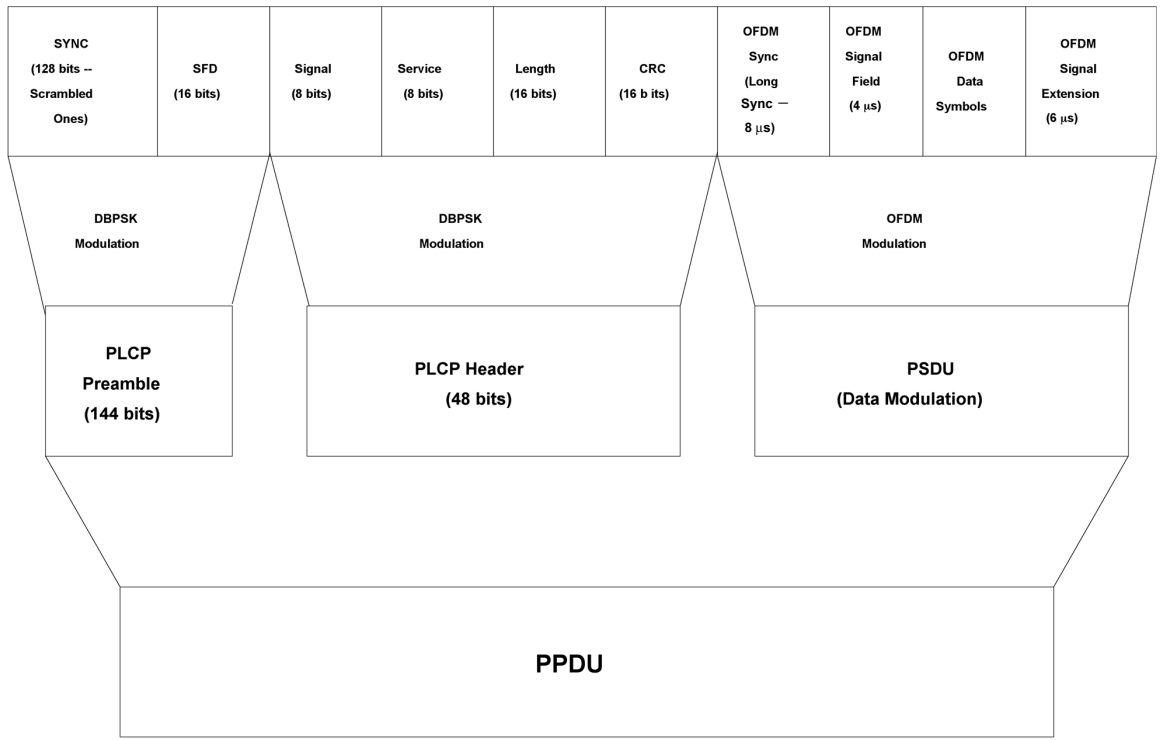 SYNC
(128 bits --
Scrambled
Ones)
SFD
(16 bits)
Signal
(8 bits)
Service
(8 bits)
Length
(16 bits)
CRC
(16 b its)
OFDM
Sync
(Long
Sync —
8 μs)
OFDM
Signal
Field
(4 μs)
OFDM
Data
Symbols
OFDM
Signal
Extension
(6 μs)
DBPSK
Modulation
DBPSK
Modulation
OFDM
Modulation
PLCP
Preamble
(144 bits)
PLCP Header
(48 bits)
PSDU
(Data Modulation)
PPDU